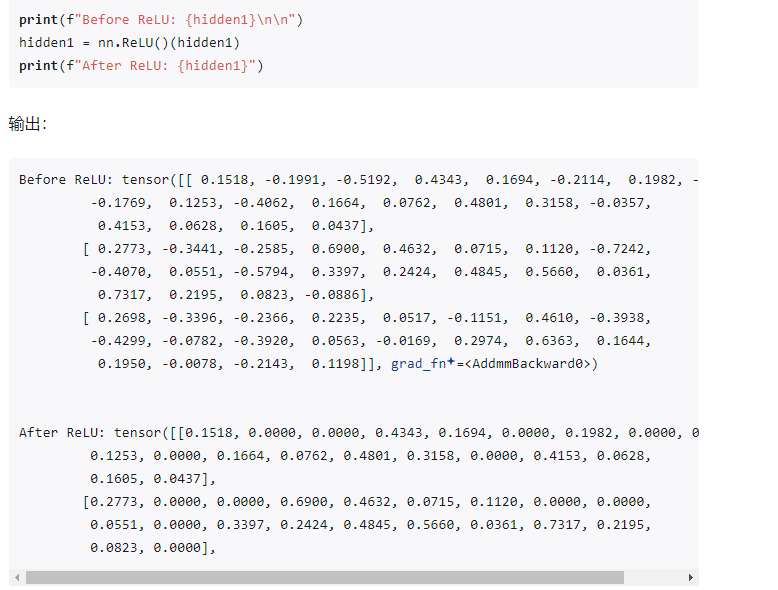 print(f"Before ReLU: {hidden1}\n\n")
hidden1 = nn.ReLU()(hidden1)
print(f"After ReLU: {hidden1}")
输出：
Before ReLU: tensor([[ 0.1518, -0.1991, -0.5192,  0.4343,  0.1694, -0.2114,  0.1982, -
         -0.1769,  0.1253, -0.4062,  0.1664,  0.0762,  0.4801,  0.3158, -0.0357,
          0.4153,  0.0628,  0.1605,  0.0437],
        [ 0.2773, -0.3441, -0.2585,  0.6900,  0.4632,  0.0715,  0.1120, -0.7242,
         -0.4070,  0.0551, -0.5794,  0.3397,  0.2424,  0.4845,  0.5660,  0.0361,
          0.7317,  0.2195,  0.0823, -0.0886],
        [ 0.2698, -0.3396, -0.2366,  0.2235,  0.0517, -0.1151,  0.4610, -0.3938,
         -0.4299, -0.0782, -0.3920,  0.0563, -0.0169,  0.2974,  0.6363,  0.1644,
          0.1950, -0.0078, -0.2143,  0.1198]], grad_fn=<AddmmBackward0>)
After ReLU: tensor([[0.1518, 0.0000, 0.0000, 0.4343, 0.1694, 0.0000, 0.1982, 0.0000, 0
         0.1253, 0.0000, 0.1664, 0.0762, 0.4801, 0.3158, 0.0000, 0.4153, 0.0628,
         0.1605, 0.0437],
        [0.2773, 0.0000, 0.0000, 0.6900, 0.4632, 0.0715, 0.1120, 0.0000, 0.0000,
         0.0551, 0.0000, 0.3397, 0.2424, 0.4845, 0.5660, 0.0361, 0.7317, 0.2195,
         0.0823, 0.0000],